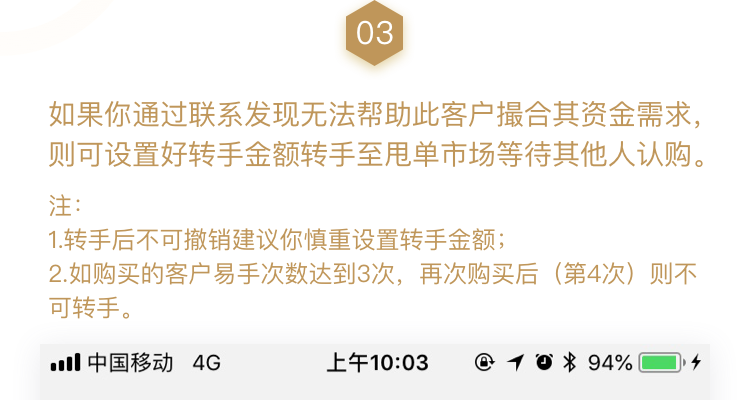 03
如果你通过联系发现无法帮助此客户撮合其资金需求，
则可设置好转手金额转手至甩单市场等待其他人认购。
注：
1.转手后不可撤销建议你慎重设置转手金额；
2.如购买的客户易手次数达到3次，再次购买后（第4次）则不
可转手。
中国移动 4G 上午10:03 94%